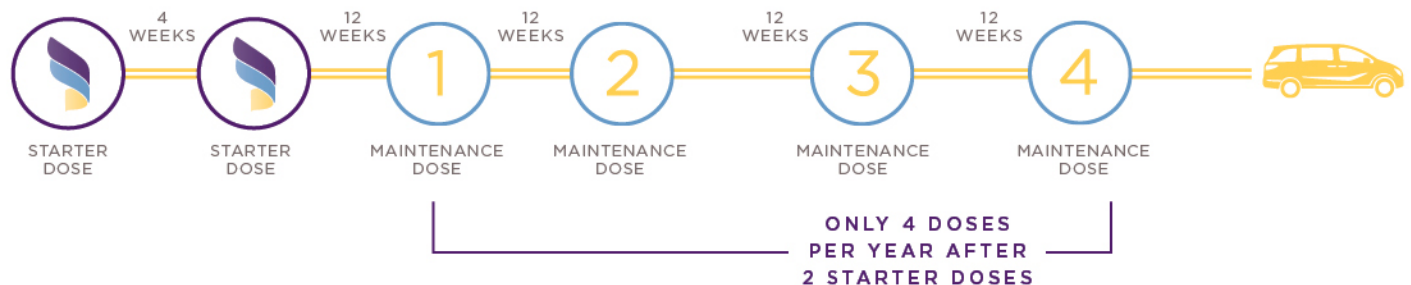 4
WEEKS
12
WEEKS
12
WEEKS
12
WEEKS
12
WEEKS
1
2
3
4
STARTER
DOSE
STARTER
DOSE
MAINTENANCE
DOSE
MAINTENANCE
DOSE
MAINTENANCE
DOSE
MAINTENANCE
DOSE
ONLY 4 DOSES
PER YEAR AFTER
2 STARTER DOSES